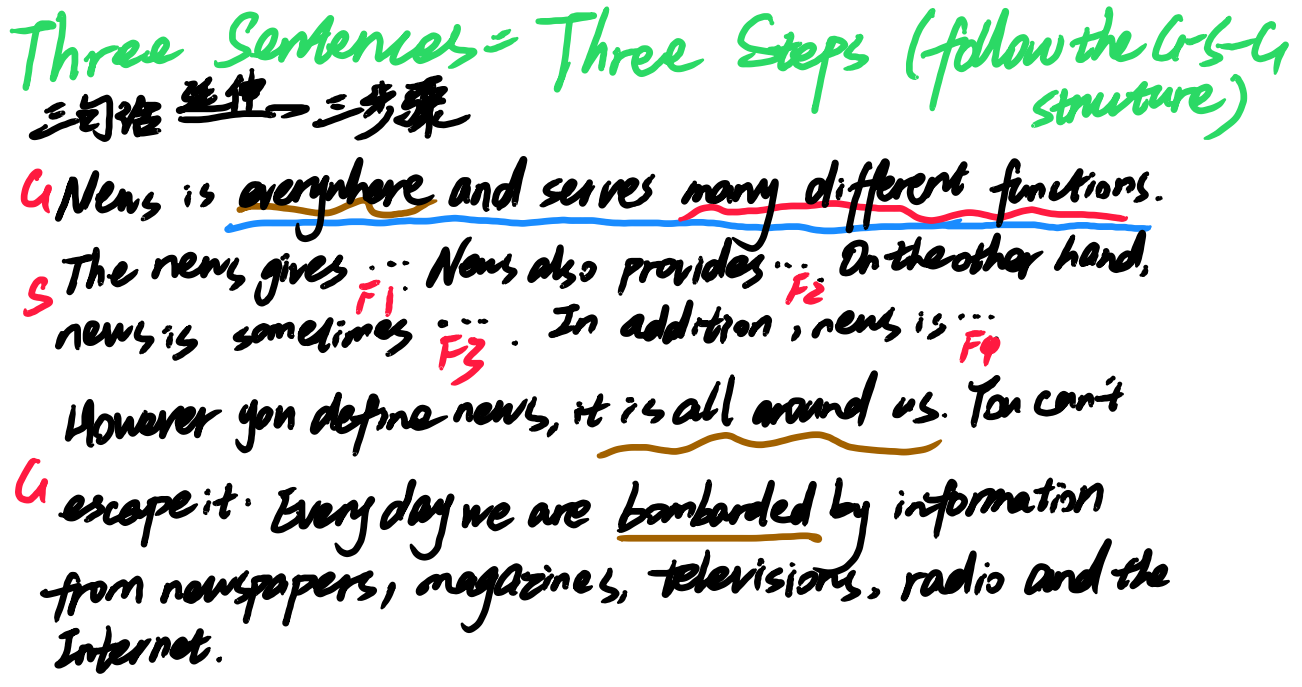 Three Sentences = Three Steps (follow the G-S-G
structure)
三句话 延伸 三步骤
G News is everywhere and serves many different functions.
S The news gives ... F1 News also provides ... F2 On the other hand,
news is sometimes ... F3. In addition, news is ... F4
However you define news, it is all around us. You can't
G escape it. Every day we are bombarded by information
from newspapers, magazines, televisions, radio and the
Internet.